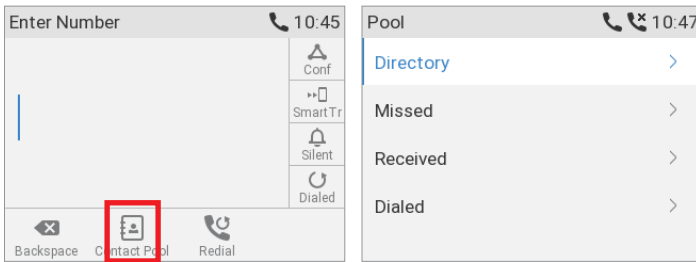 Enter Number 10:45
Conf
SmartTr
Silent
Dialed
Backspace Contact Pool Redial
Pool 10:47
Directory
Missed
Received
Dialed